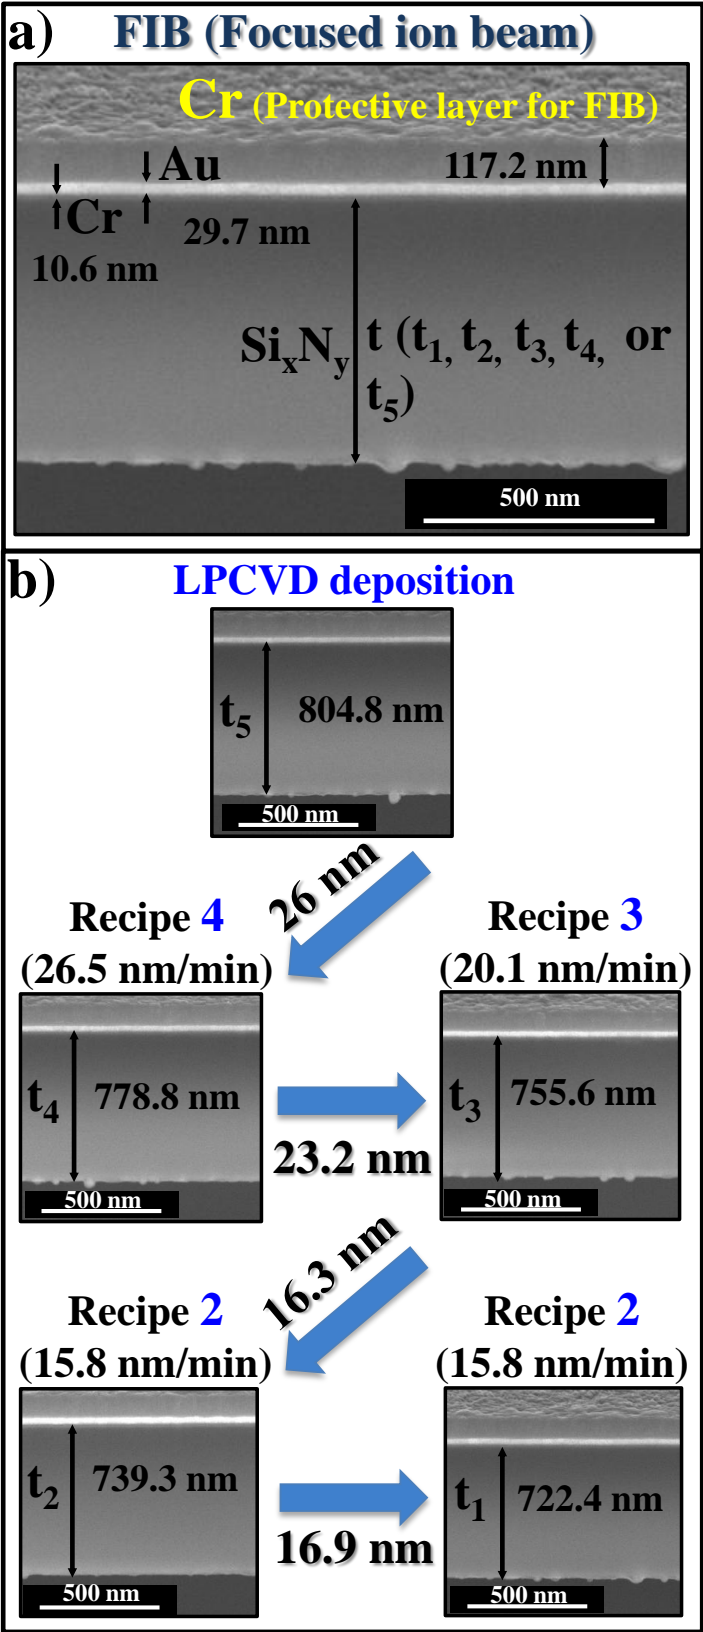 a) FIB (Focused ion beam)
Cr (Protective layer for FIB)
117.2 nm
Au
Cr
29.7 nm
10.6 nm
SixNy t (t1, t2, t3, t4, or
t5)
500 nm
b) LPCVD deposition
t5 804.8 nm
500 nm
26 nm
Recipe 4
(26.5 nm/min)
Recipe 3
(20.1 nm/min)
t4 778.8 nm
500 nm
23.2 nm
t3 755.6 nm
500 nm
16.3 nm
Recipe 2
(15.8 nm/min)
Recipe 2
(15.8 nm/min)
t2 739.3 nm
500 nm
16.9 nm
t1 722.4 nm
500 nm